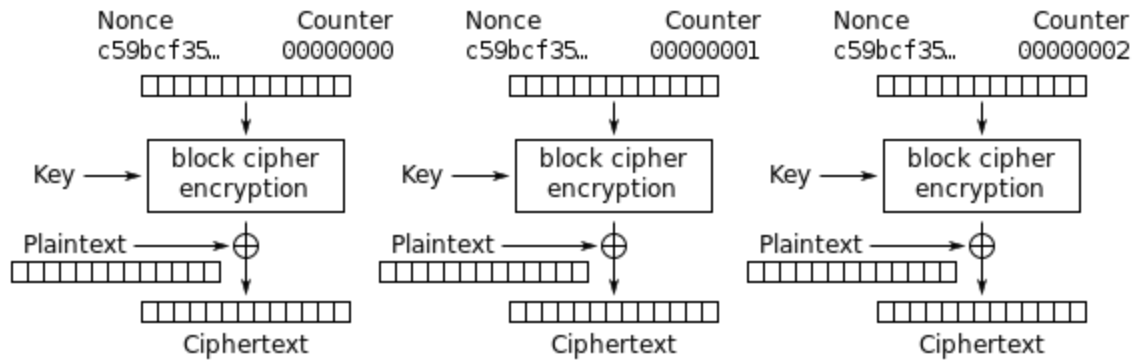 Nonce Counter Nonce Counter Nonce Counter
c59bcf35… 00000000 c59bcf35… 00000001 c59bcf35… 00000002
block cipher block cipher block cipher
Key Key Key
encryption encryption encryption
Plaintext Plaintext Plaintext
Ciphertext Ciphertext Ciphertext